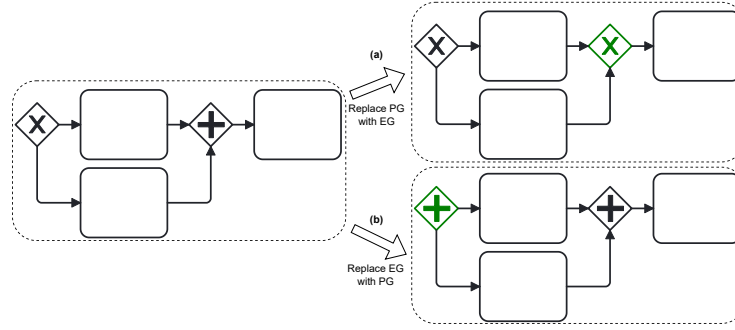 (a)
Replace PG
with EG
(b)
Replace EG
with PG